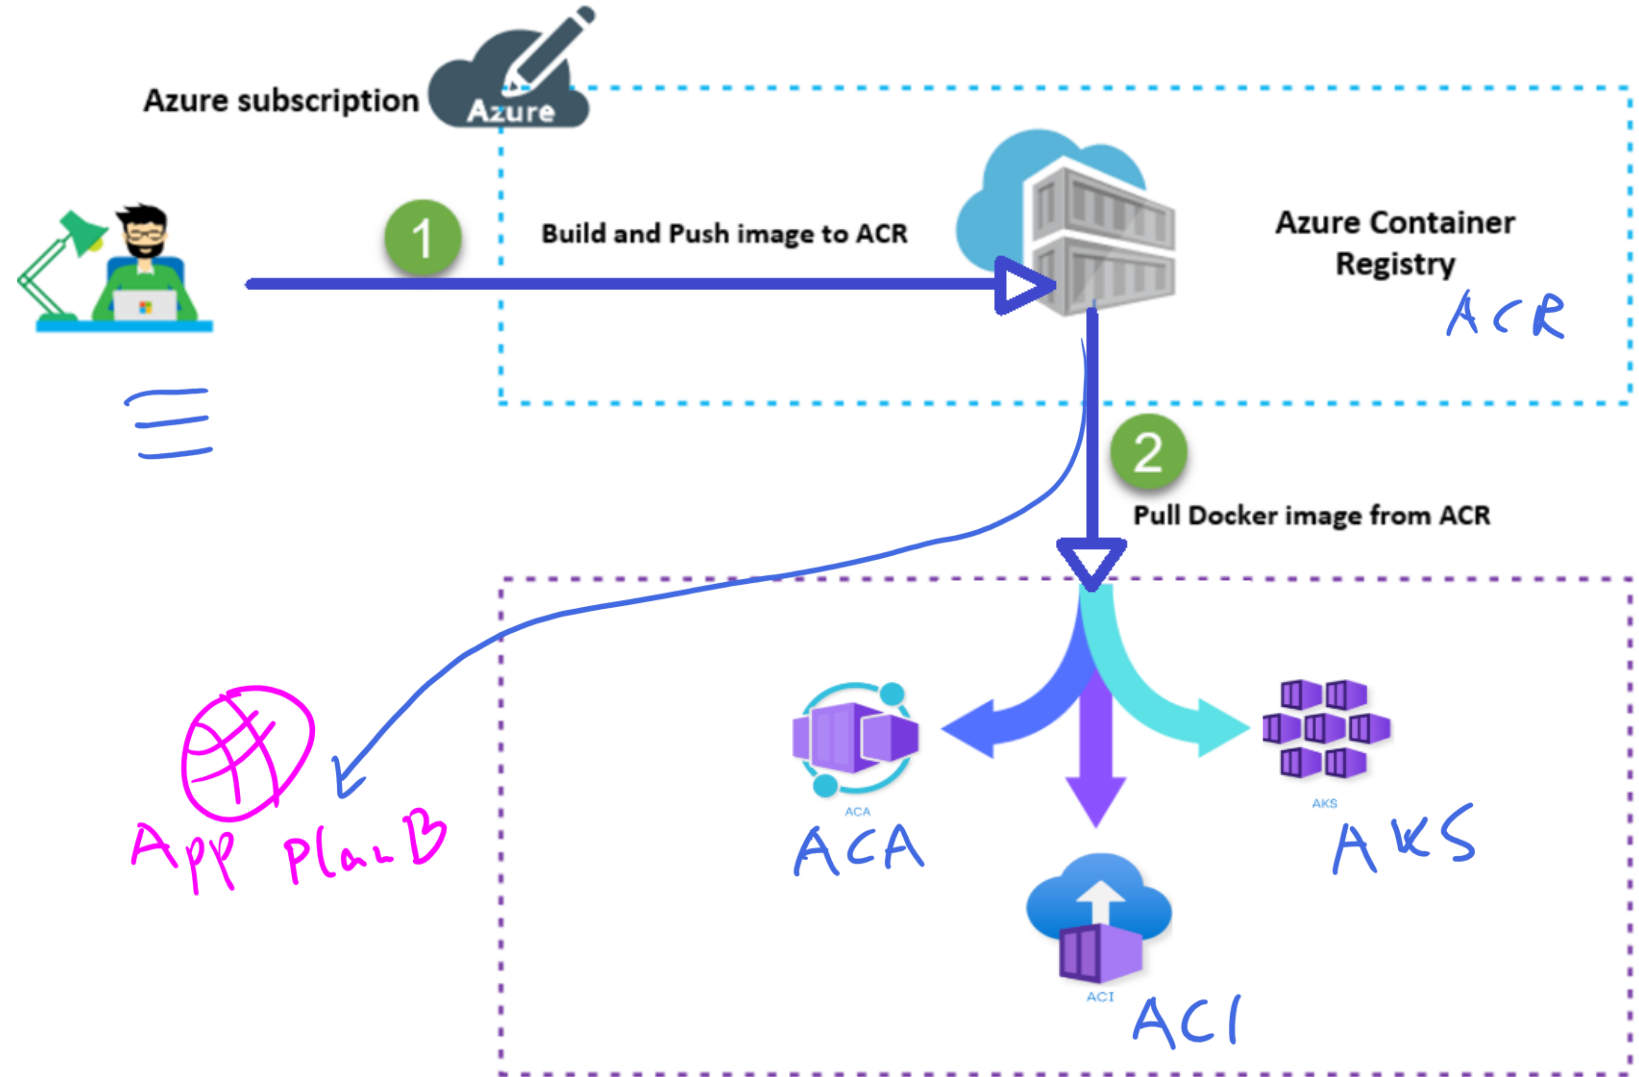 Azure subscription
Azure
1
Build and Push image to ACR
Azure Container
Registry
ACR
2
Pull Docker image from ACR
ACA
ACA
AKS
AKS
App plan B
ACI
ACI